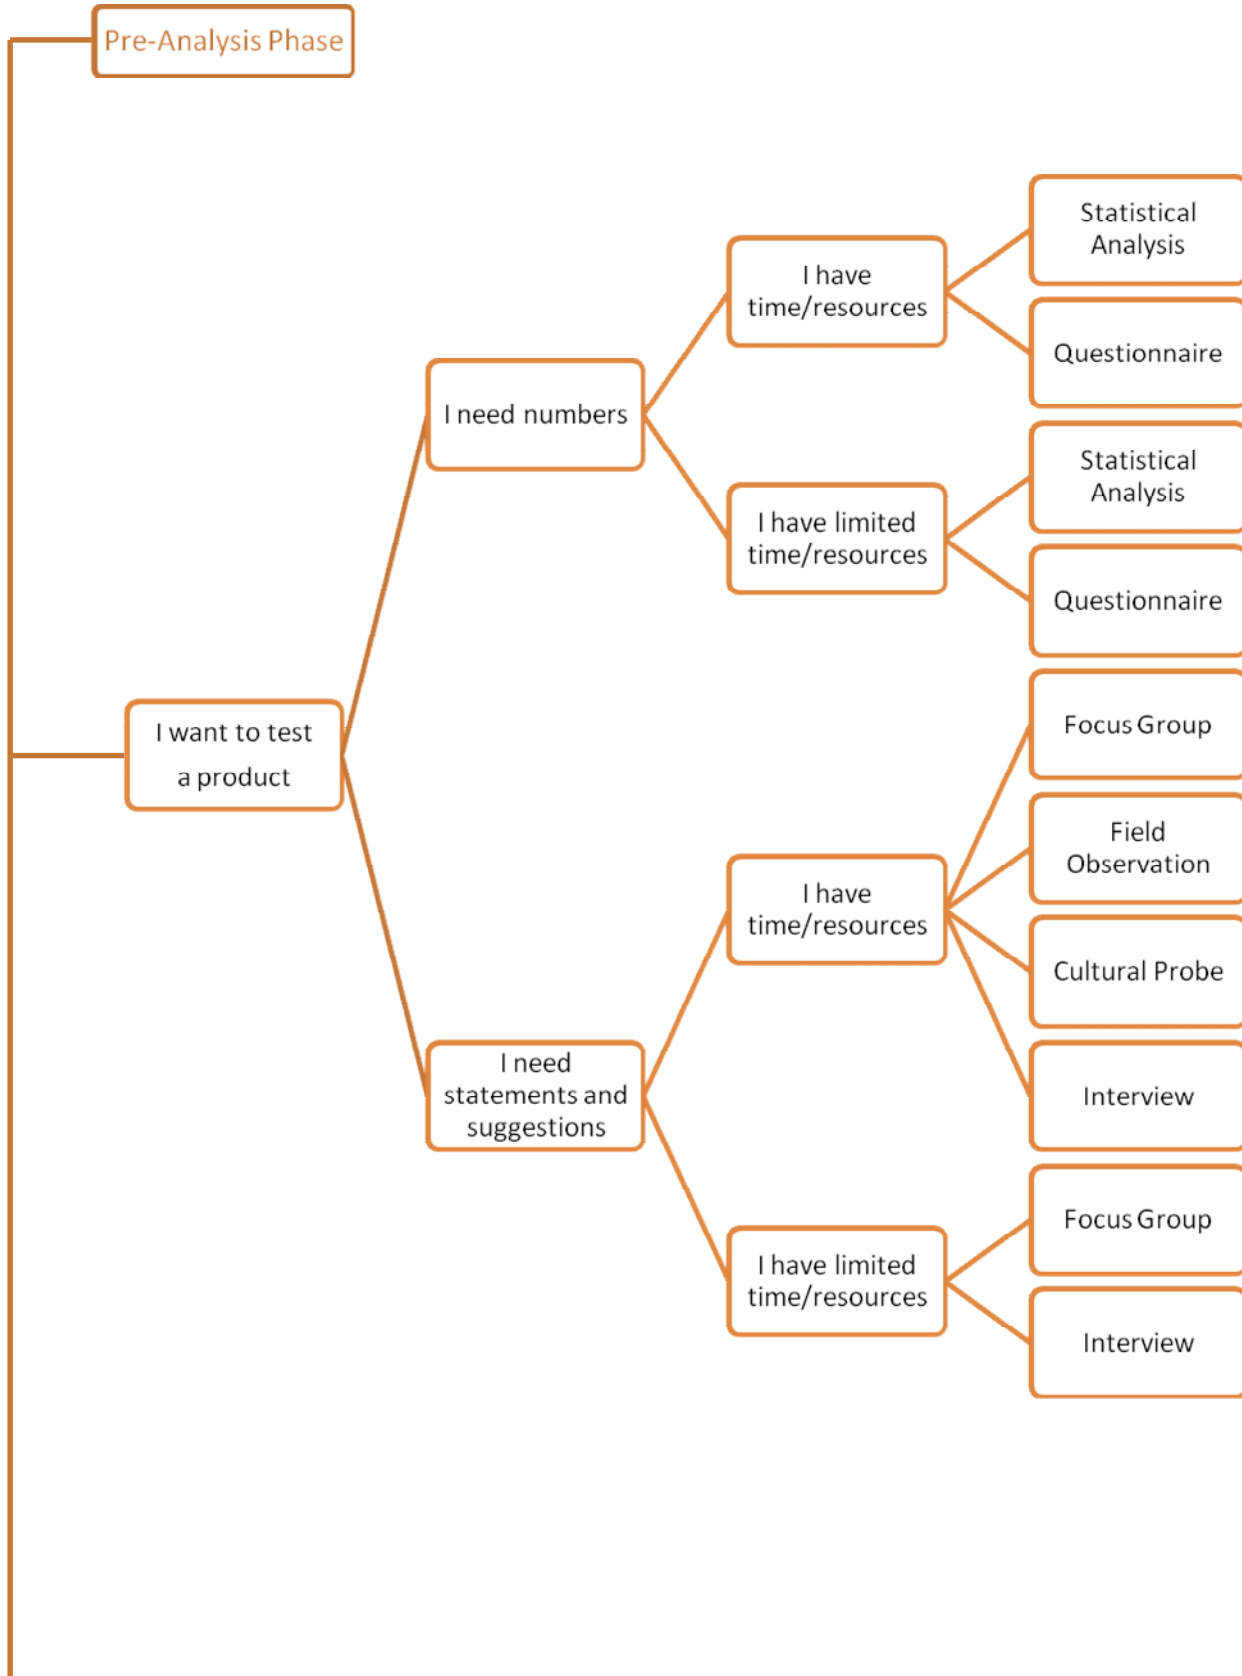 Pre-Analysis Phase
Statistical
Analysis
I have
time/resources
Questionnaire
I need numbers
Statistical
Analysis
I have limited
time/resources
Questionnaire
Focus Group
I want to test
a product
Field
Observation
I have
time/resources
Cultural Probe
I need
statements and
suggestions
Interview
Focus Group
I have limited
time/resources
Interview